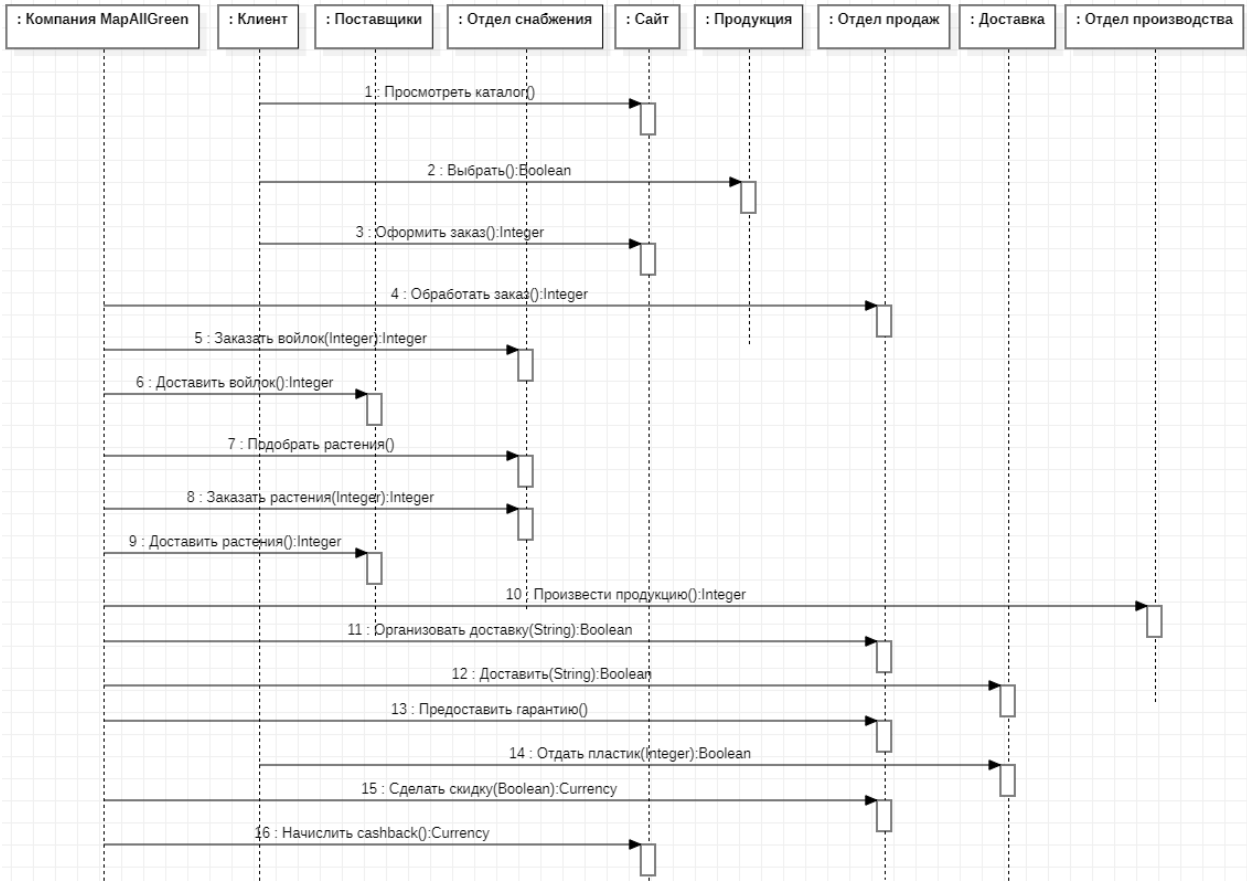 : Компания MapAllGreen
: Клиент
: Поставщики
: Отдел снабжения
: Сайт
: Продукция
: Отдел продаж
: Доставка
: Отдел производства
1 : Просмотреть каталог()
2 : Выбрать():Boolean
3 : Оформить заказ():Integer
4 : Обработать заказ():Integer
5 : Заказать войлок(Integer):Integer
6 : Доставить войлок():Integer
7 : Подобрать растения()
8 : Заказать растения(Integer):Integer
9 : Доставить растения():Integer
10 : Произвести продукцию():Integer
11 : Организовать доставку(String):Boolean
12 : Доставить(String):Boolean
13 : Предоставить гарантию()
14 : Отдать пластик(Integer):Boolean
15 : Сделать скидку(Boolean):Currency
16 : Начислить cashback():Currency